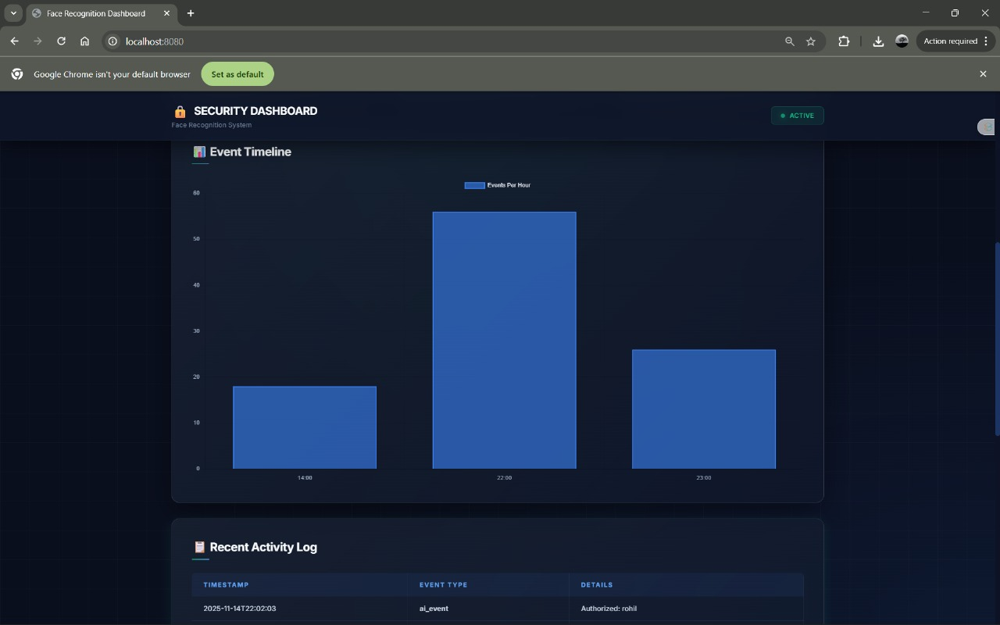 Face Recognition Dashboard
localhost:8080
Action required
Google Chrome isn't your default browser
Set as default
SECURITY DASHBOARD
Face Recognition System
ACTIVE
Event Timeline
Events Per Hour
60
50
40
30
20
10
0
14:00
22:00
23:00
Recent Activity Log
TIMESTAMP
EVENT TYPE
DETAILS
2025-11-14T22:02:03
ai_event
Authorized: rohil